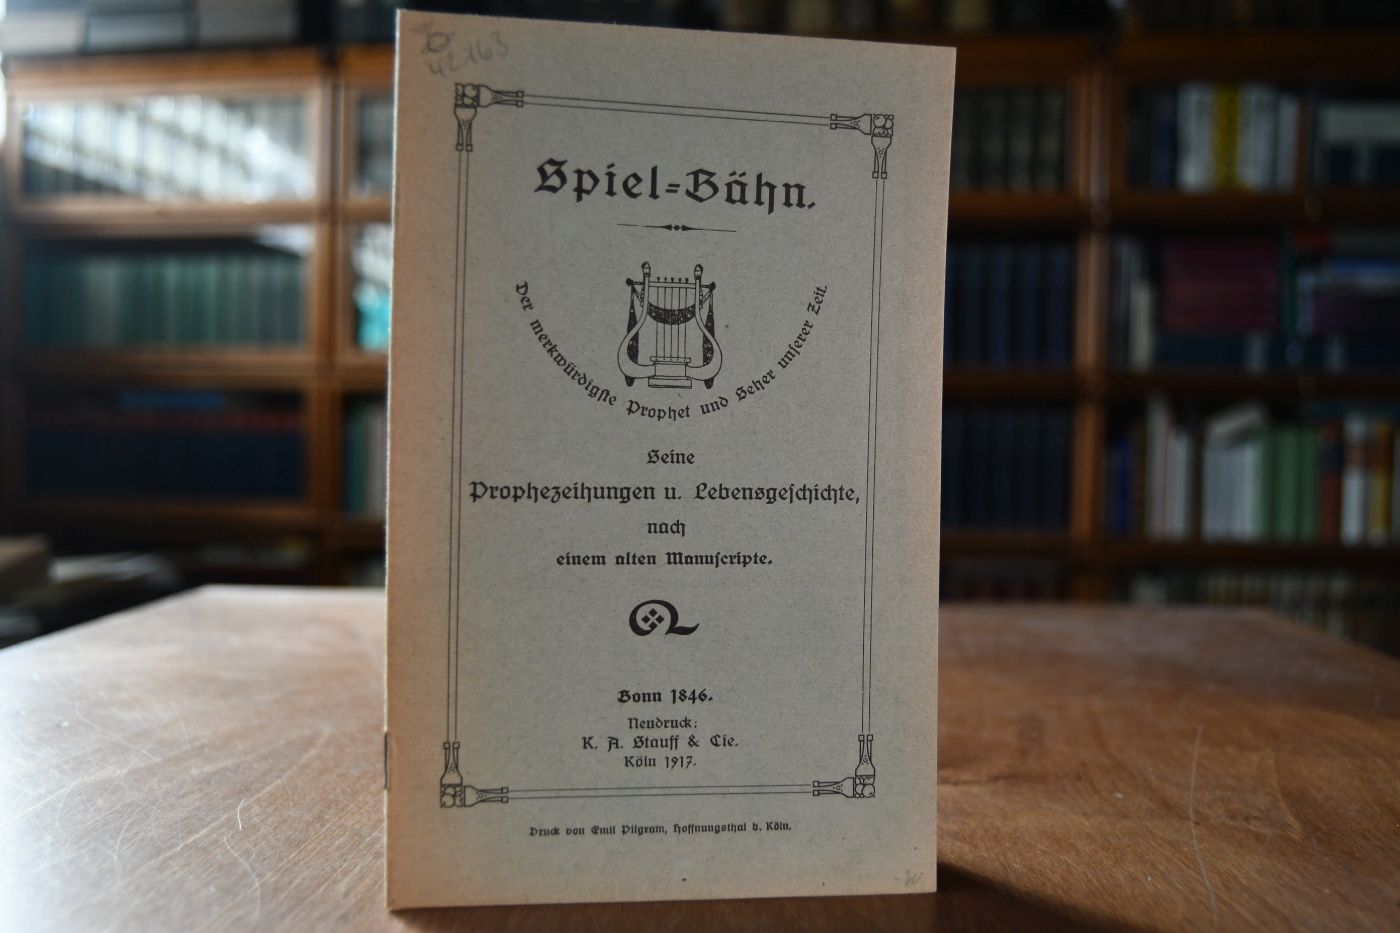 42163
Spiel=Bähn.
Der merkwürdigste Prophet und Seher unserer Zeit.
Seine
Prophezeihungen u. Lebensgeschichte,
nach
einem alten Manuscripte.
Bonn 1846.
Neudruck:
K. A. Stauff & Cie.
Köln 1917.
Druck von Emil Pilgram, Hoffnungsthal b. Köln.